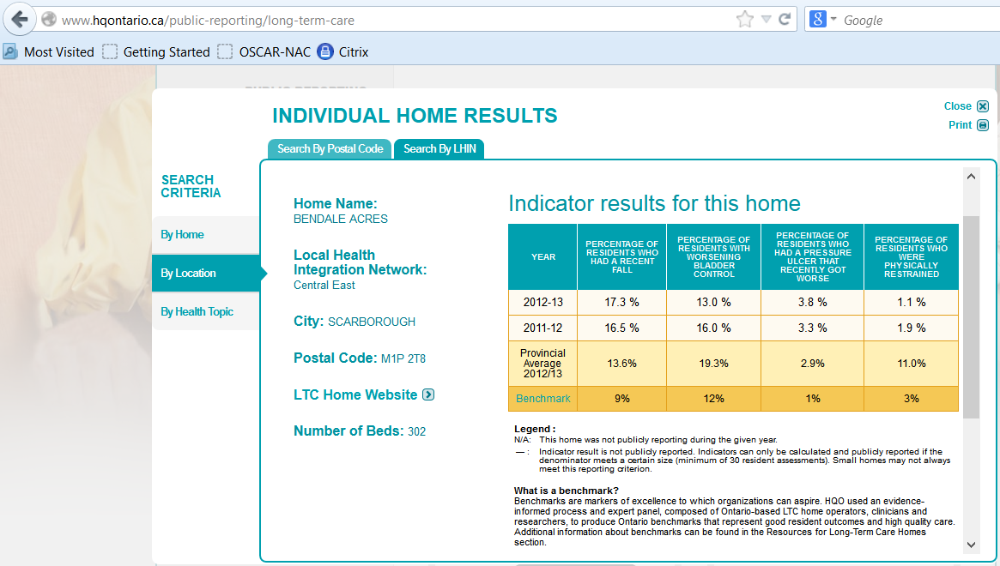 www.hqontario.ca/public-reporting/long-term-care
8
Google
Most Visited
Getting Started
OSCAR-NAC
Citrix
PUBLIC REPORTING
INDIVIDUAL HOME RESULTS
Close
Print
Search By Postal Code
Search By LHIN
SEARCH
CRITERIA
By Home
By Location
By Health Topic
Home Name:
BENDALE ACRES
Local Health
Integration Network:
Central East
City: SCARBOROUGH
Postal Code: M1P 2T8
LTC Home Website
Number of Beds: 302
Indicator results for this home
YEAR
PERCENTAGE OF
RESIDENTS WHO
HAD A RECENT
FALL
PERCENTAGE OF
RESIDENTS WITH
WORSENING
BLADDER
CONTROL
PERCENTAGE OF
RESIDENTS WHO
HAD A PRESSURE
ULCER THAT
RECENTLY GOT
WORSE
PERCENTAGE OF
RESIDENTS WHO
WERE
PHYSICALLY
RESTRAINED
2012-13 17.3 % 13.0 % 3.8 % 1.1 %
2011-12 16.5 % 16.0 % 3.3 % 1.9 %
Provincial
Average
2012/13
13.6% 19.3% 2.9% 11.0%
Benchmark 9% 12% 1% 3%
Legend :
N/A: This home was not publicly reporting during the given year.
— : Indicator result is not publicly reported. Indicators can only be calculated and publicly reported if the
denominator meets a certain size (minimum of 30 resident assessments). Small homes may not always
meet this reporting criterion.
What is a benchmark?
Benchmarks are markers of excellence to which organizations can aspire. HQO used an evidence-
informed process and expert panel, composed of Ontario-based LTC home operators, clinicians and
researchers, to produce Ontario benchmarks that represent good resident outcomes and high quality care.
Additional information about benchmarks can be found in the Resources for Long-Term Care Homes
section.